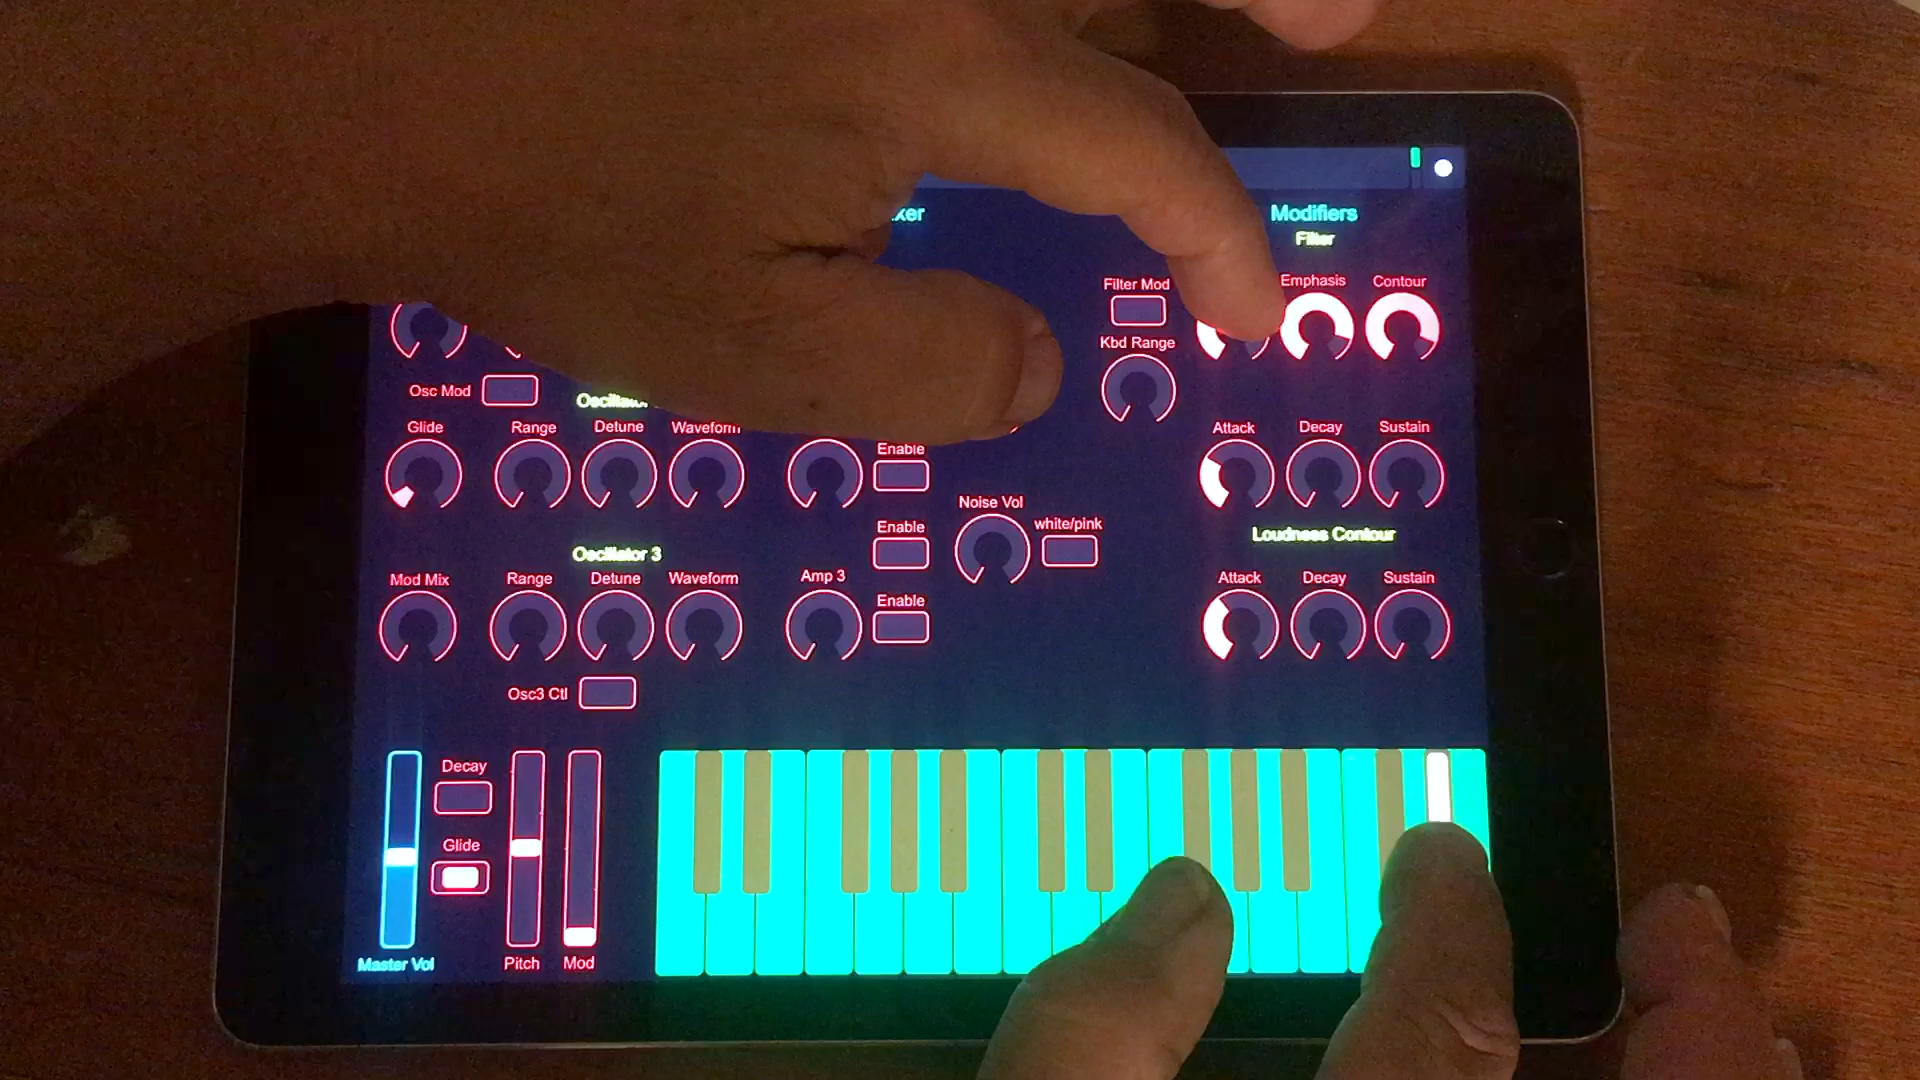 Modifiers
Filter
Filter Mod
Emphasis
Contour
Kbd Range
Osc Mod
Glide
Range
Detune
Waveform
Enable
Attack
Decay
Sustain
Noise Vol
white/pink
Enable
Loudness Contour
Oscillator 3
Mod Mix
Range
Detune
Waveform
Amp 3
Enable
Attack
Decay
Sustain
Osc3 Ctl
Decay
Glide
Master Vol
Pitch
Mod